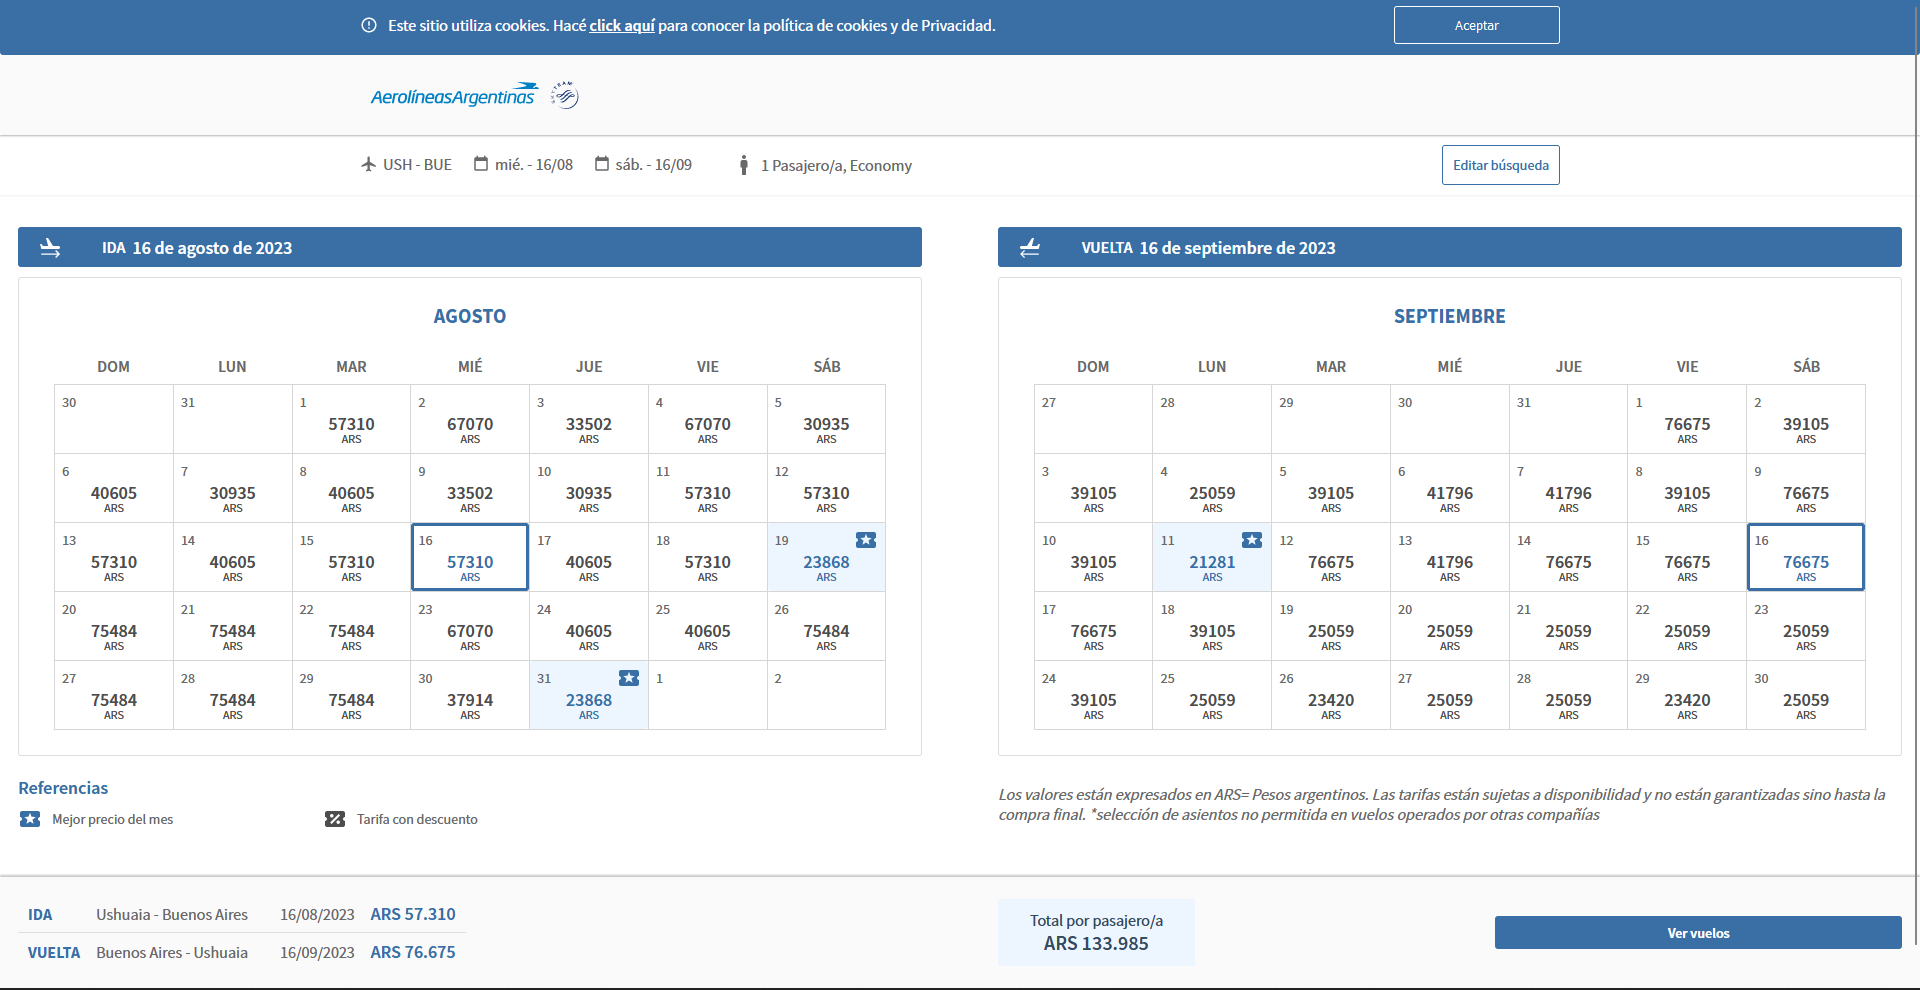 Este sitio utiliza cookies. Hacé click aquí para conocer la política de cookies y de Privacidad.
Aceptar
AerolíneasArgentinas
SKYTEAM
USH - BUE
mié. - 16/08
sáb. - 16/09
1 Pasajero/a, Economy
Editar búsqueda
IDA 16 de agosto de 2023
AGOSTO
DOM LUN MAR MIÉ JUE VIE SÁB
30 31 1 2 3 4 5
57310 67070 33502 67070 30935
ARS ARS ARS ARS ARS
6 7 8 9 10 11 12
40605 30935 40605 33502 30935 57310 57310
ARS ARS ARS ARS ARS ARS ARS
13 14 15 16 17 18 19
57310 40605 57310 57310 40605 57310 23868
ARS ARS ARS ARS ARS ARS ARS
20 21 22 23 24 25 26
75484 75484 75484 67070 40605 40605 75484
ARS ARS ARS ARS ARS ARS ARS
27 28 29 30 31 1 2
75484 75484 75484 37914 23868
ARS ARS ARS ARS ARS
Referencias
Mejor precio del mes
Tarifa con descuento
VUELTA 16 de septiembre de 2023
SEPTIEMBRE
DOM LUN MAR MIÉ JUE VIE SÁB
27 28 29 30 31 1 2
76675 39105
ARS ARS
3 4 5 6 7 8 9
39105 25059 39105 41796 41796 39105 76675
ARS ARS ARS ARS ARS ARS ARS
10 11 12 13 14 15 16
39105 21281 76675 41796 76675 76675 76675
ARS ARS ARS ARS ARS ARS ARS
17 18 19 20 21 22 23
76675 39105 25059 25059 25059 25059 25059
ARS ARS ARS ARS ARS ARS ARS
24 25 26 27 28 29 30
39105 25059 23420 25059 25059 23420 25059
ARS ARS ARS ARS ARS ARS ARS
Los valores están expresados en ARS= Pesos argentinos. Las tarifas están sujetas a disponibilidad y no están garantizadas sino hasta la
compra final. *selección de asientos no permitida en vuelos operados por otras compañías
IDA Ushuaia - Buenos Aires 16/08/2023 ARS 57.310
VUELTA Buenos Aires - Ushuaia 16/09/2023 ARS 76.675
Total por pasajero/a
ARS 133.985
Ver vuelos